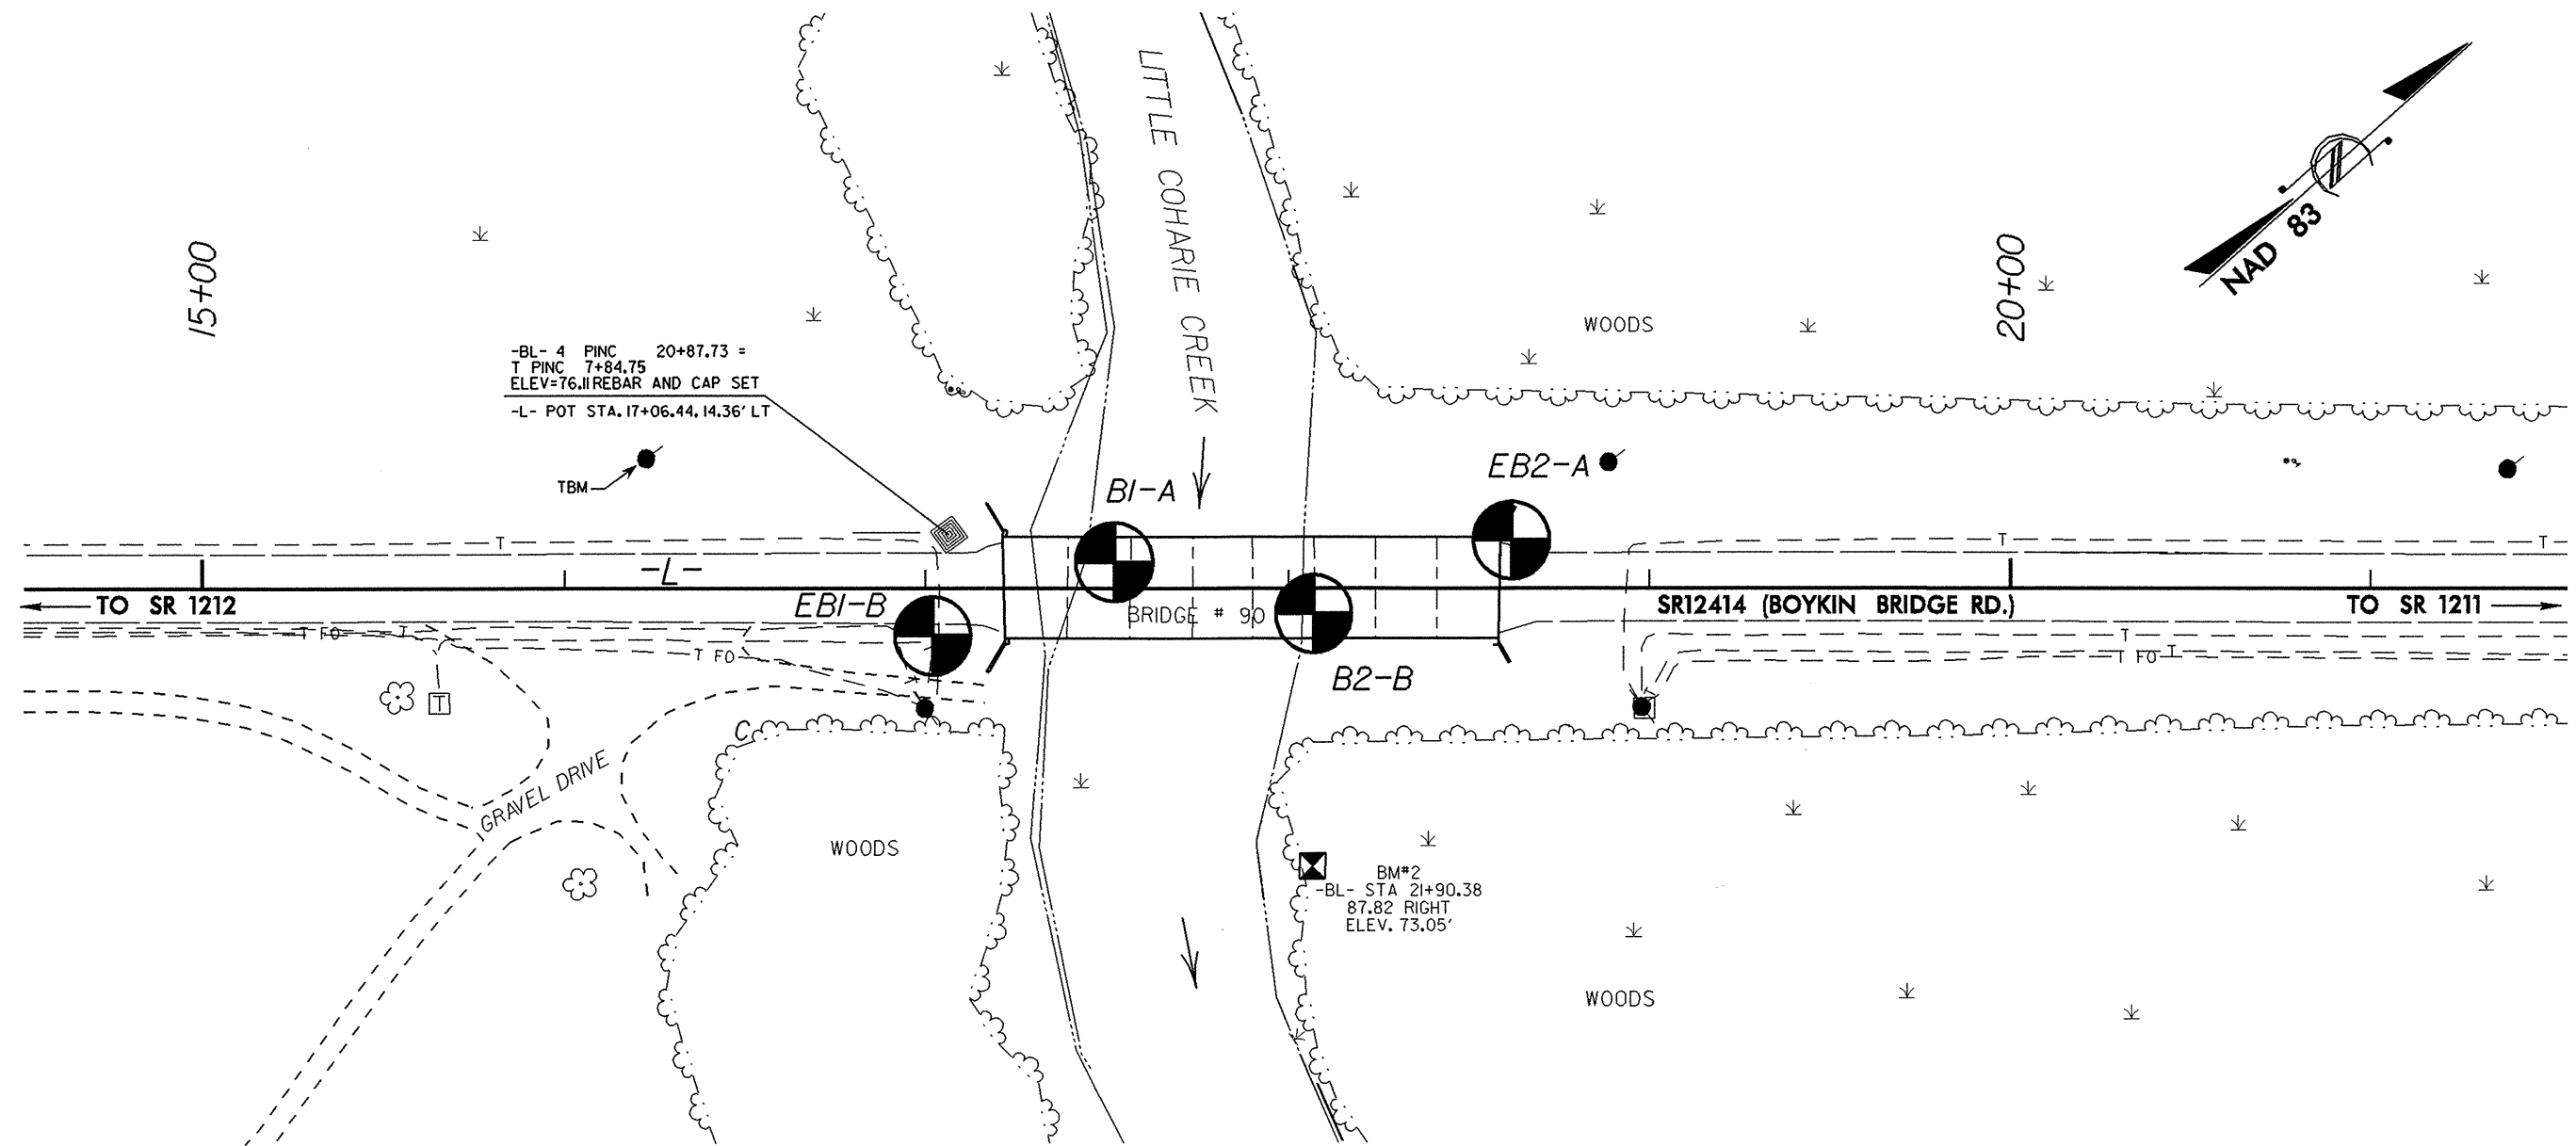 LITTLE COHARIE CREEK
NAD 83
15+00
20+00
WOODS
-BL- 4 PINC 20+87.73 =
T PINC 7+84.75
ELEV=76.11 REBAR AND CAP SET
-L- POT STA. 17+06.44, 14.36' LT
TBM
B1-A
EB2-A
T
T
T
-L-
TO SR 1212
EB1-B
BRIDGE # 90
SR12414 (BOYKIN BRIDGE RD.)
TO SR 1211
T FO
T
T
T FO
T FO
T
B2-B
T
C
GRAVEL DRIVE
WOODS
BM#2
-BL- STA 21+90.38
87.82 RIGHT
ELEV. 73.05'
WOODS